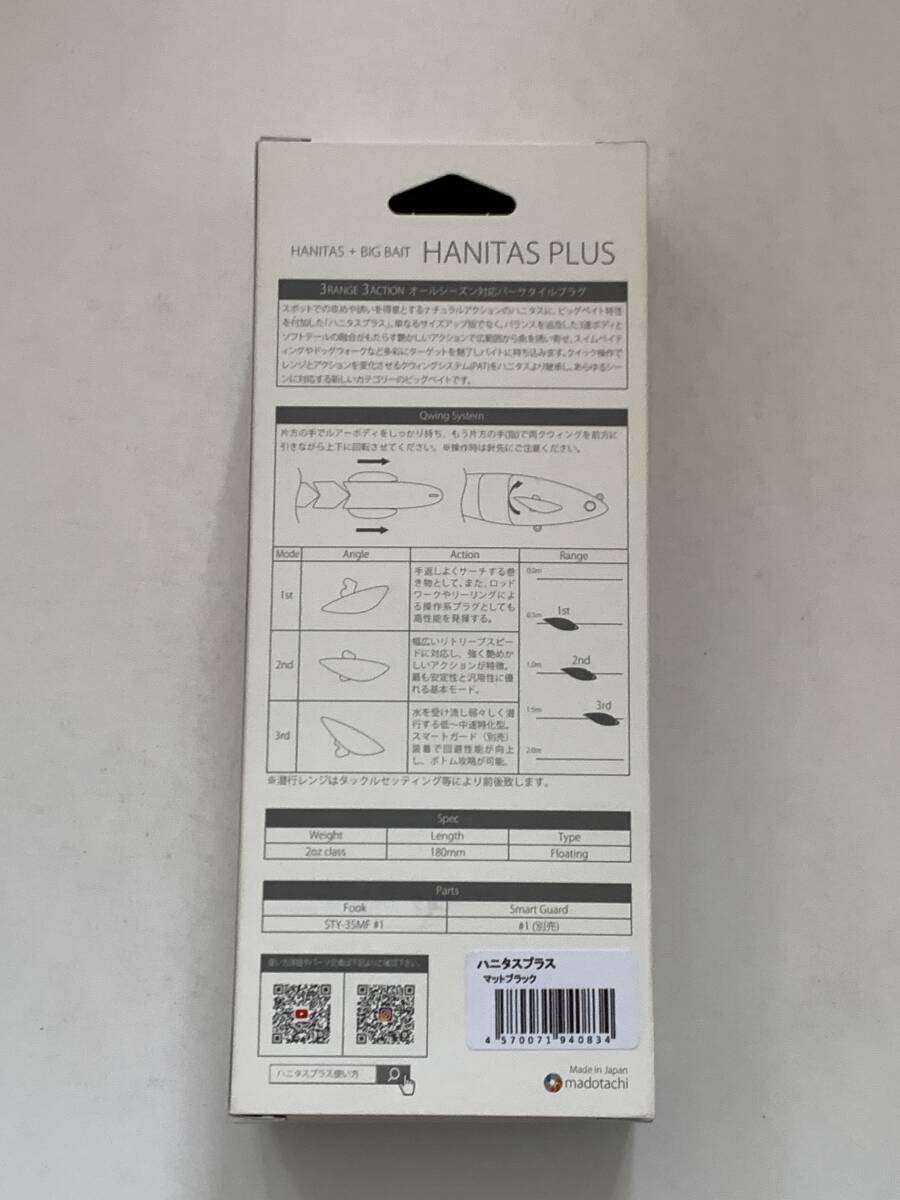 HANITAS + BIG BAIT HANITAS PLUS
3RANGE 3ACTION オールシーズン対応バーサタイルプラグ
スポットでの攻めや誘いを得意とするナチュラルアクションのハニタスに、ビッグベイト特性
を付加した「ハニタスプラス」。単なるサイズアップ版でなく、バランスを追及した3連ボディと
ソフトテールの融合がもたらす艶かしいアクションで広範囲から魚を誘い寄せ、スイムベイテ
ィングやドッグウォークなど多彩にターゲットを魅了しバイトに持ち込みます。クイック操作で
レンジとアクションを変化させるクウィングシステム(PAT)をハニタスより継承し、あらゆるシー
ンに対応する新しいカテゴリーのビッグベイトです。
Qwing System
片方の手でルアーボディをしっかり持ち、もう片方の手(指)で両クウィングを前方に
引きながら上下に回転させてください。※操作時は針先にご注意ください。
Mode Angle Action Range
1st
手返しよくサーチする巻
き物として、また、ロッド
ワークやリーリングによ
る操作系プラグとしても
高性能を発揮する。
2nd
幅広いリトリーブスピー
ドに対応し、強く艶めか
しいアクションが特徴。
最も安定性と汎用性に優
れる基本モード。
3rd
水を受け流し弱々しく潜
行する低～中速特化型。
スマートガード（別売）
装着で回避性能が向上
し、ボトム攻略が可能。
0.0m
0.5m 1st
1.0m 2nd
1.5m 3rd
2.0m
※潜行レンジはタックルセッティング等により前後致します。
Spec
Weight Length Type
2oz class 180mm Floating
Parts
Fook Smart Guard
STY-35MF #1 #1 (別売)
使い方詳細やパーツ交換は下記よりご確認下さい。
ハニタスプラス
マットブラック
4 570071 940834
ハニタスプラス使い方
Made in Japan
madotachi